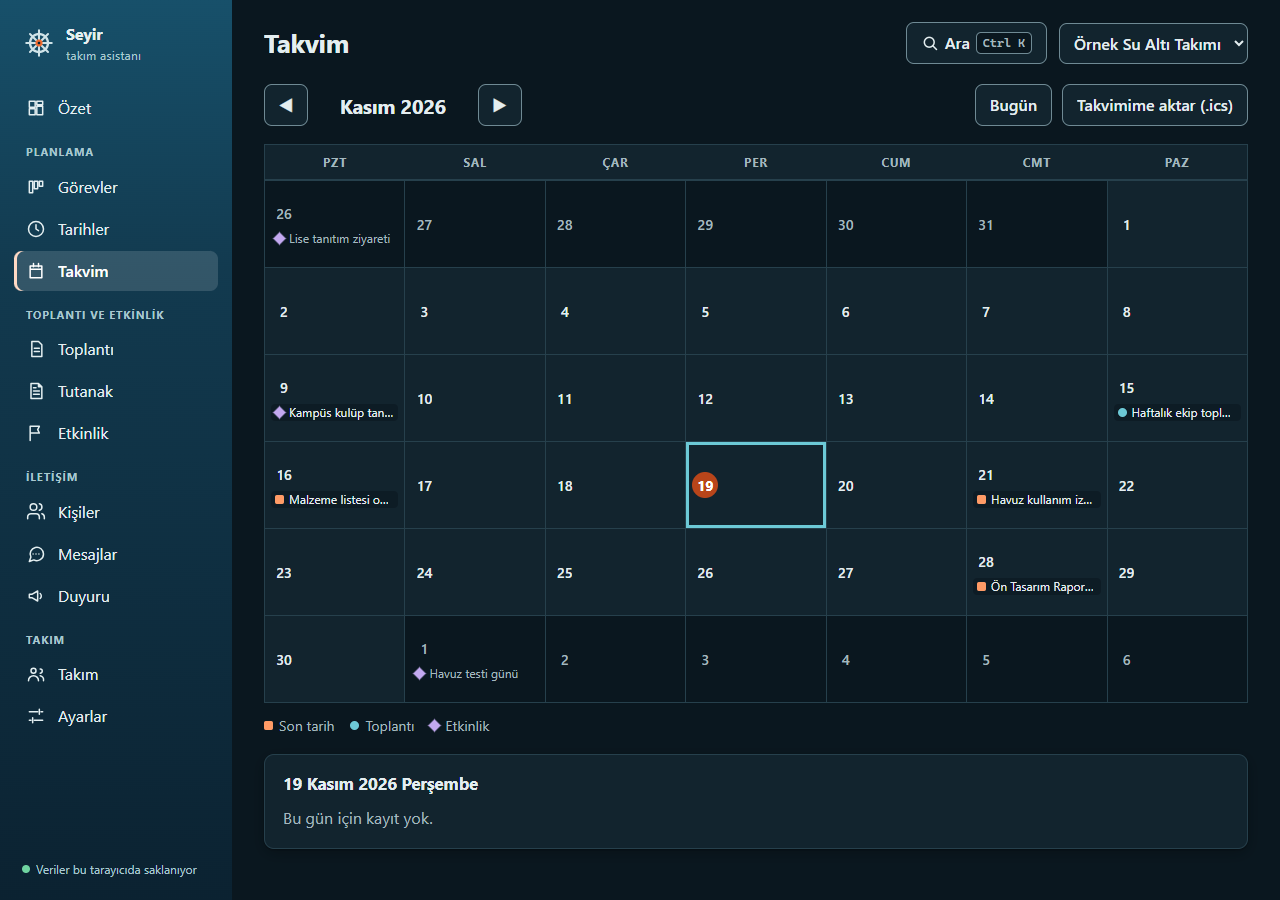 Seyir
takım asistanı
Özet
PLANLAMA
Görevler
Tarihler
Takvim
TOPLANTI VE ETKİNLİK
Toplantı
Tutanak
Etkinlik
İLETİŞİM
Kişiler
Mesajlar
Duyuru
TAKIM
Takım
Ayarlar
Veriler bu tarayıcıda saklanıyor
Takvim
Ara Ctrl K
Örnek Su Altı Takımı
Kasım 2026
Bugün
Takvimime aktar (.ics)
PZT SAL ÇAR PER CUM CMT PAZ
26 27 28 29 30 31 1
Lise tanıtım ziyareti
2 3 4 5 6 7 8
9 10 11 12 13 14 15
Kampüs kulüp tan... Haftalık ekip topl...
16 17 18 19 20 21 22
Malzeme listesi o... Havuz kullanım iz...
23 24 25 26 27 28 29
Ön Tasarım Rapor...
30 1 2 3 4 5 6
Havuz testi günü
Son tarih Toplantı Etkinlik
19 Kasım 2026 Perşembe
Bu gün için kayıt yok.